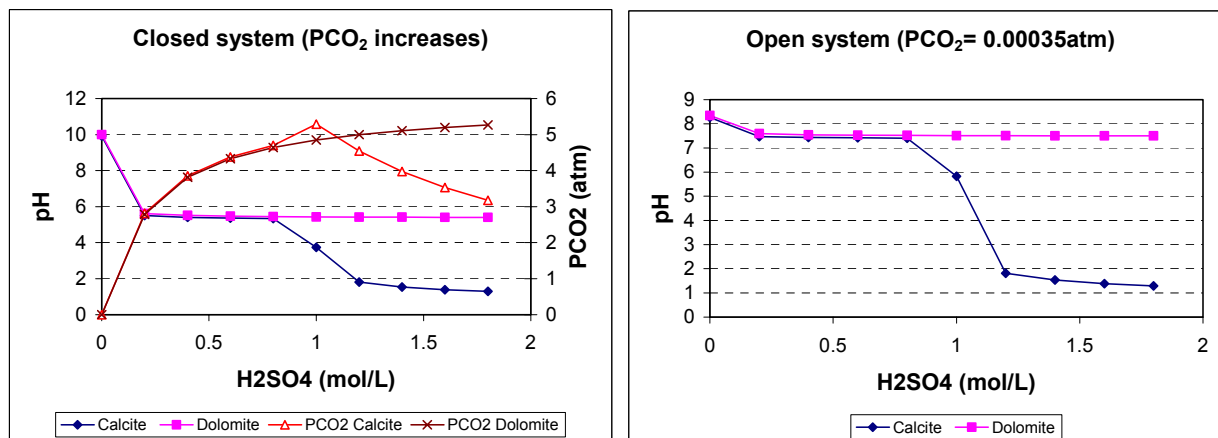 Closed system (PCO₂ increases)
12
10
8
6
4
2
0
pH
6
5
4
3
2
1
0
PCO2 (atm)
0 0.5 1 1.5 2
H2SO4 (mol/L)
Calcite Dolomite PCO2 Calcite PCO2 Dolomite
Open system (PCO₂= 0.00035atm)
9
8
7
6
5
4
3
2
1
0
pH
0 0.5 1 1.5 2
H2SO4 (mol/L)
Calcite Dolomite